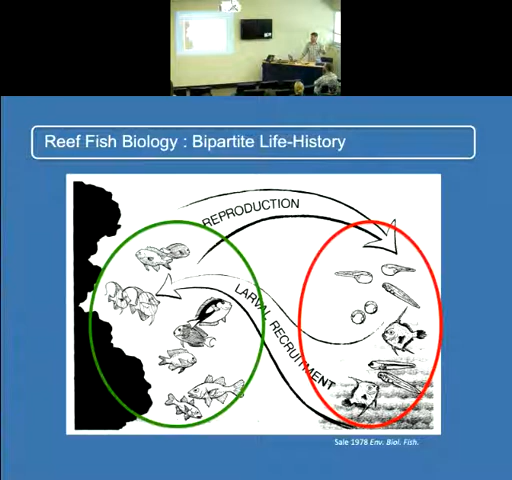 Reef Fish Biology : Bipartite Life-History
REPRODUCTION
LARVAL RECRUITMENT
Sale 1978 Env. Biol. Fish.